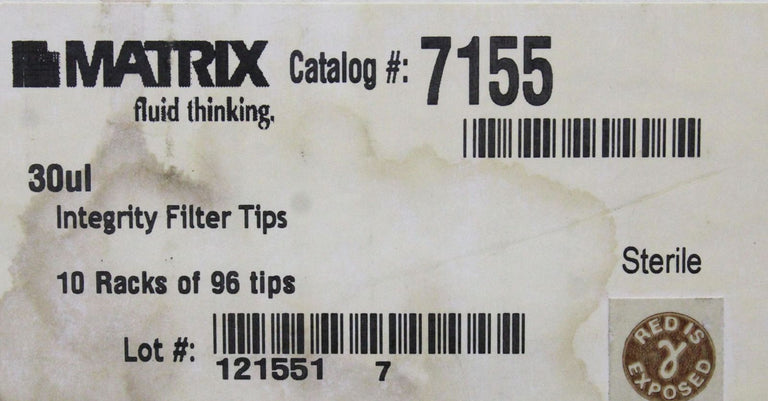 MATRIX Catalog #: 7155
fluid thinking.
30ul
Integrity Filter Tips
10 Racks of 96 tips
Sterile
Lot #:
121551 7
RED IS
γ
EXPOSED